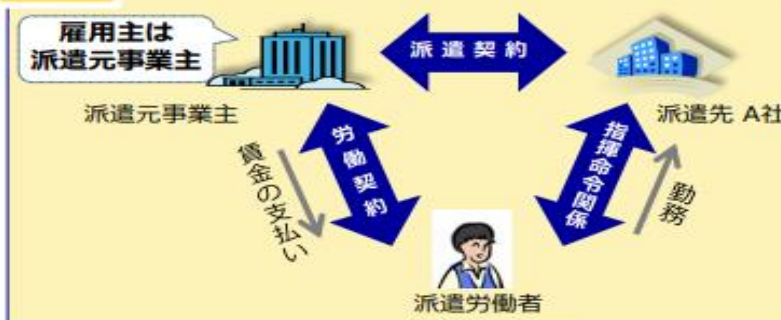 雇用主は
派遣元事業主
派遣契約
派遣元事業主
派遣先 A社
労働契約
賃金の支払い
指揮命令関係
勤務
派遣労働者